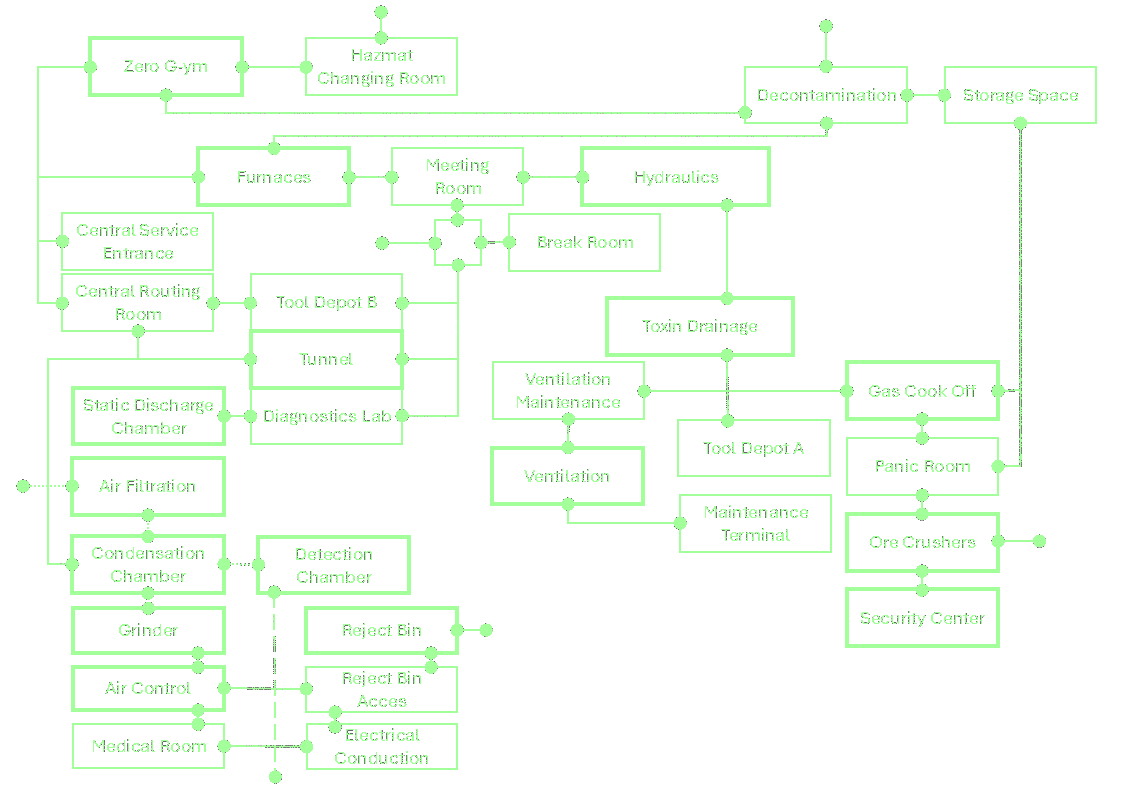 Zero G-ym
Hazmat
Changing Room
Decontamination
Storage Space
Furnaces
Meeting
Room
Hydraulics
Central Service
Entrance
Break Room
Central Routing
Room
Tool Depot B
Toxin Drainage
Tunnel
Ventilation
Maintenance
Gas Cook Off
Static Discharge
Chamber
Diagnostics Lab
Tool Depot A
Panic Room
Air Filtration
Ventilation
Maintenance
Terminal
Ore Crushers
Condensation
Chamber
Detection
Chamber
Security Center
Grinder
Reject Bin
Air Control
Reject Bin
Acces
Medical Room
Electrical
Conduction